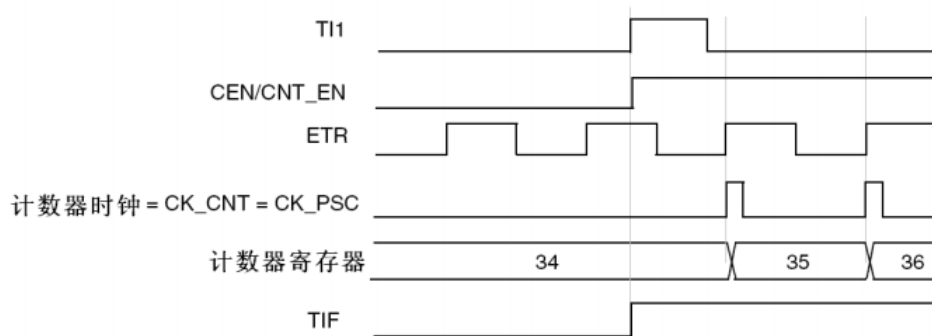 TI1
CEN/CNT_EN
ETR
计数器时钟 = CK_CNT = CK_PSC
计数器寄存器 34 35 36
TIF